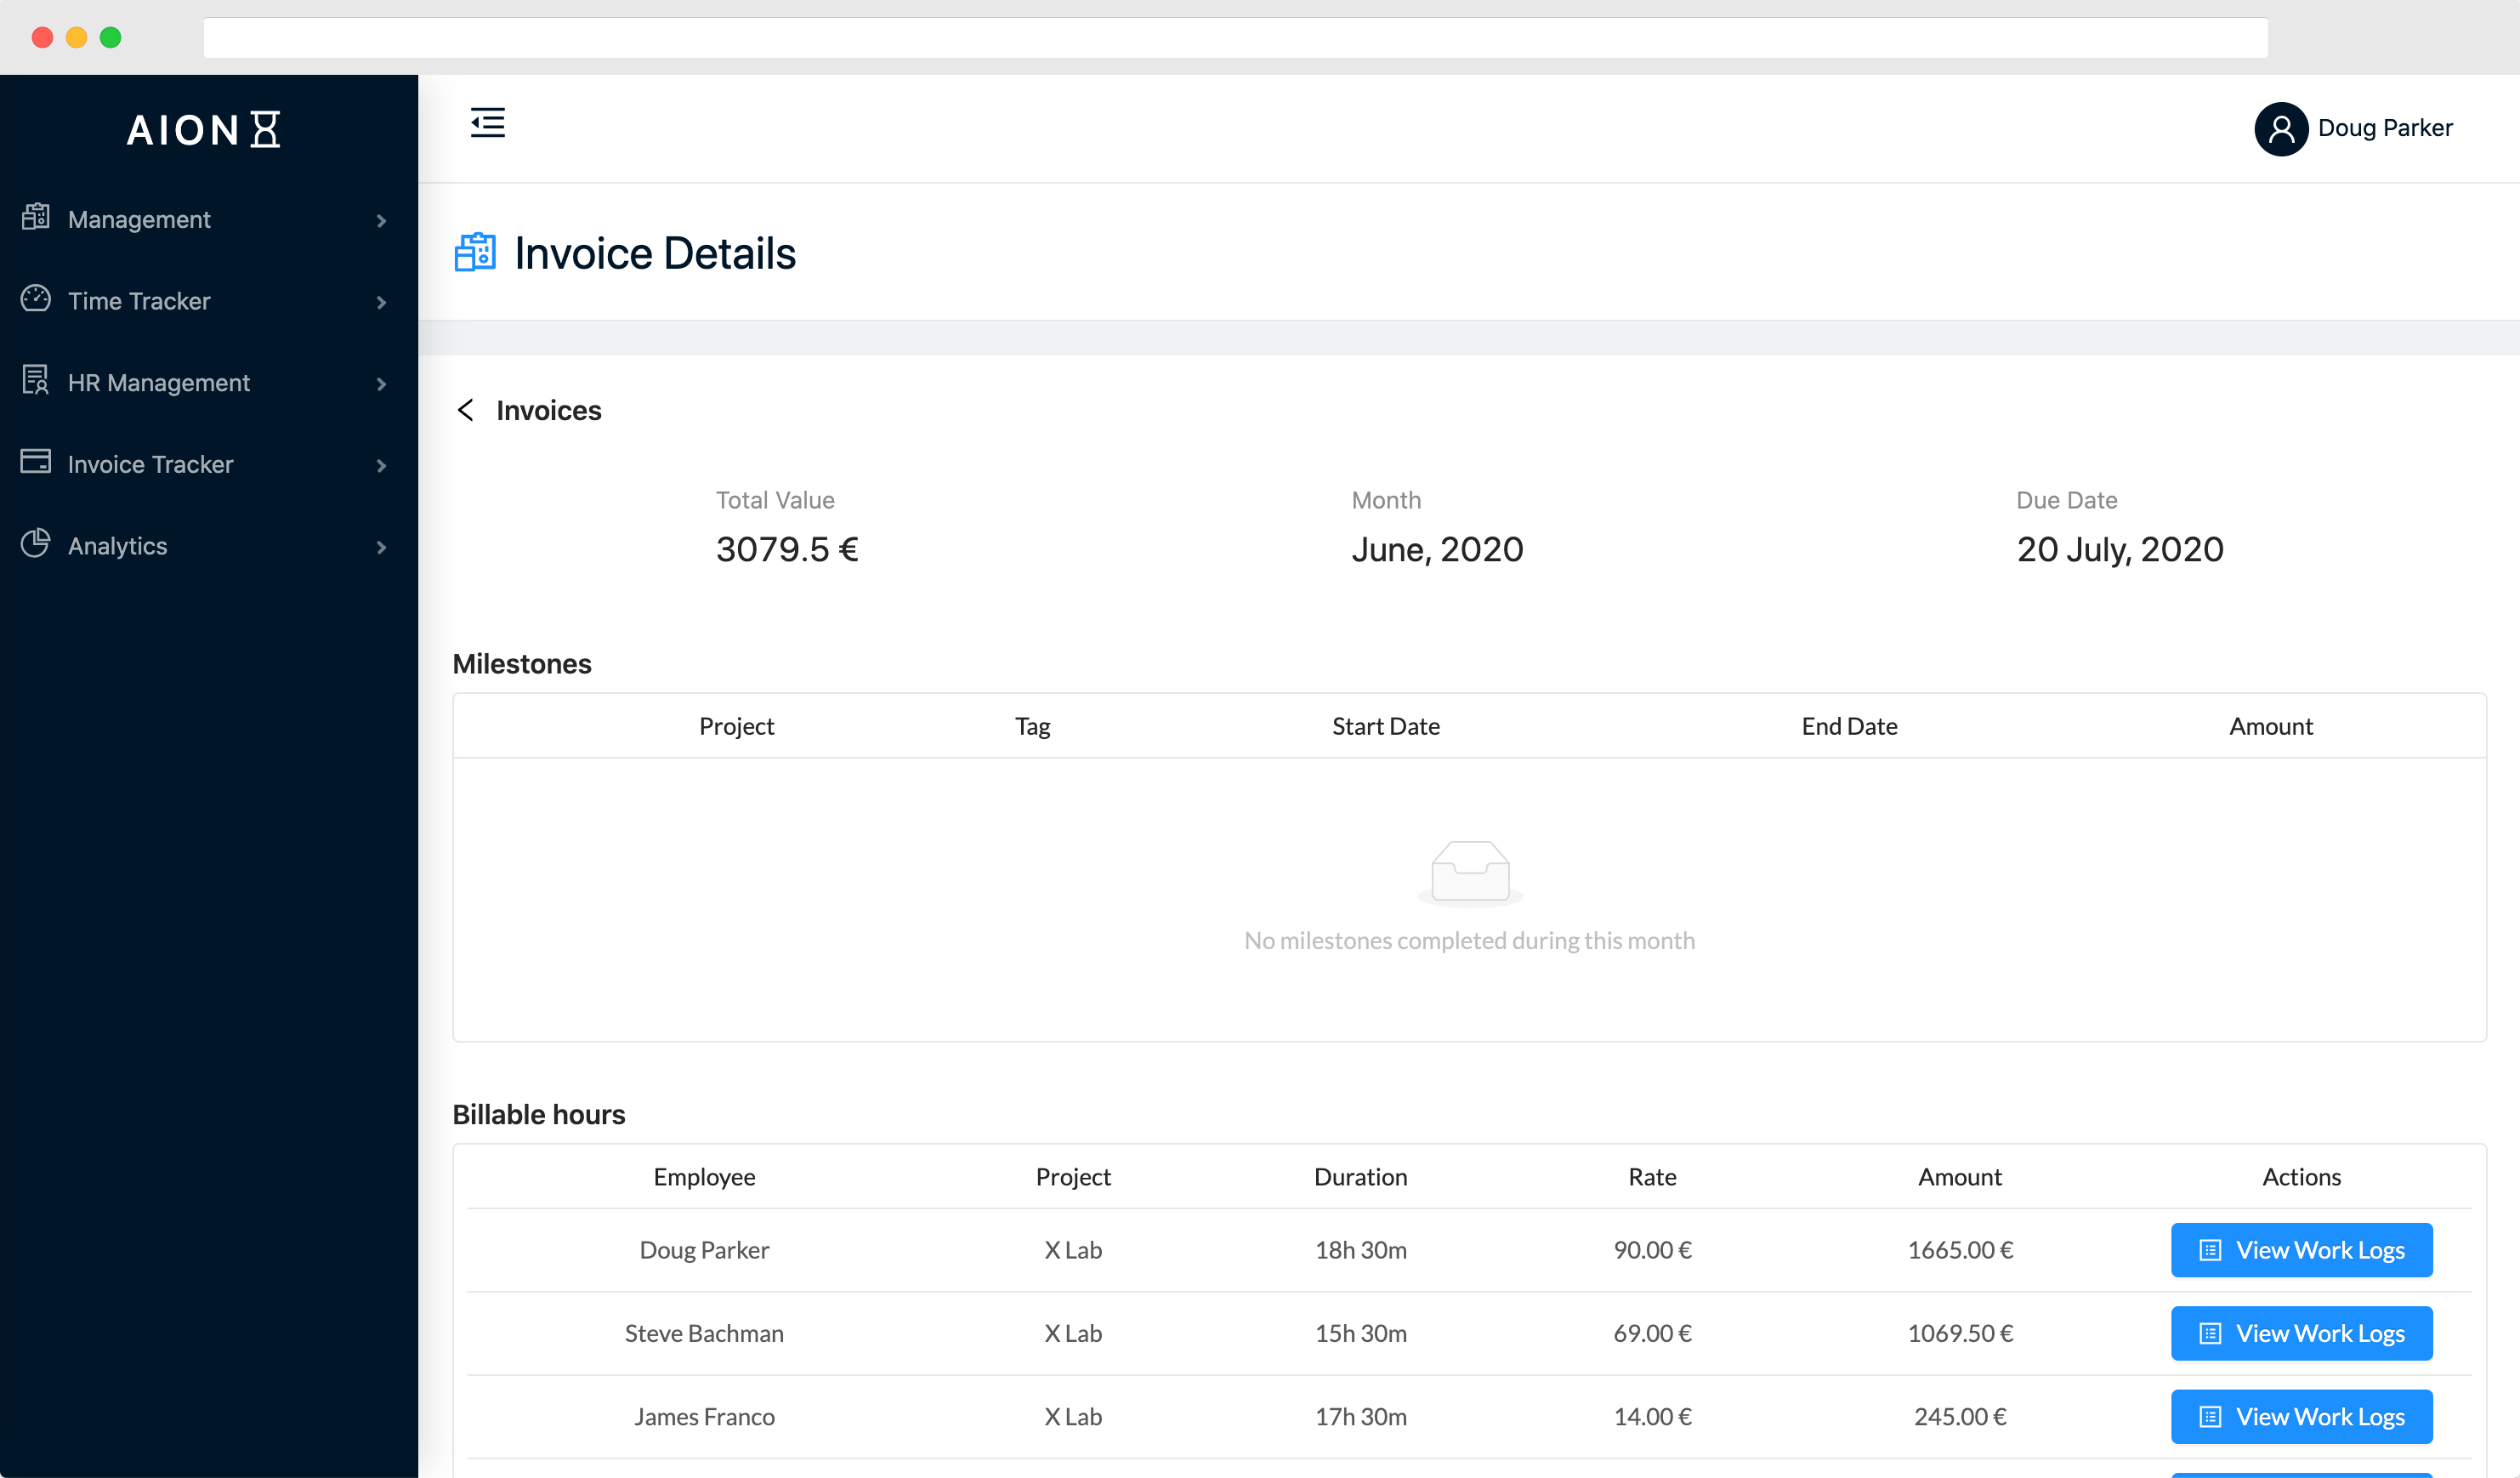 AION
Doug Parker
Management
Time Tracker
HR Management
Invoice Tracker
Analytics
Invoice Details
Invoices
Total Value Month Due Date
3079.5 € June, 2020 20 July, 2020
Milestones
Project Tag Start Date End Date Amount
No milestones completed during this month
Billable hours
Employee Project Duration Rate Amount Actions
Doug Parker X Lab 18h 30m 90.00 € 1665.00 € View Work Logs
Steve Bachman X Lab 15h 30m 69.00 € 1069.50 € View Work Logs
James Franco X Lab 17h 30m 14.00 € 245.00 € View Work Logs